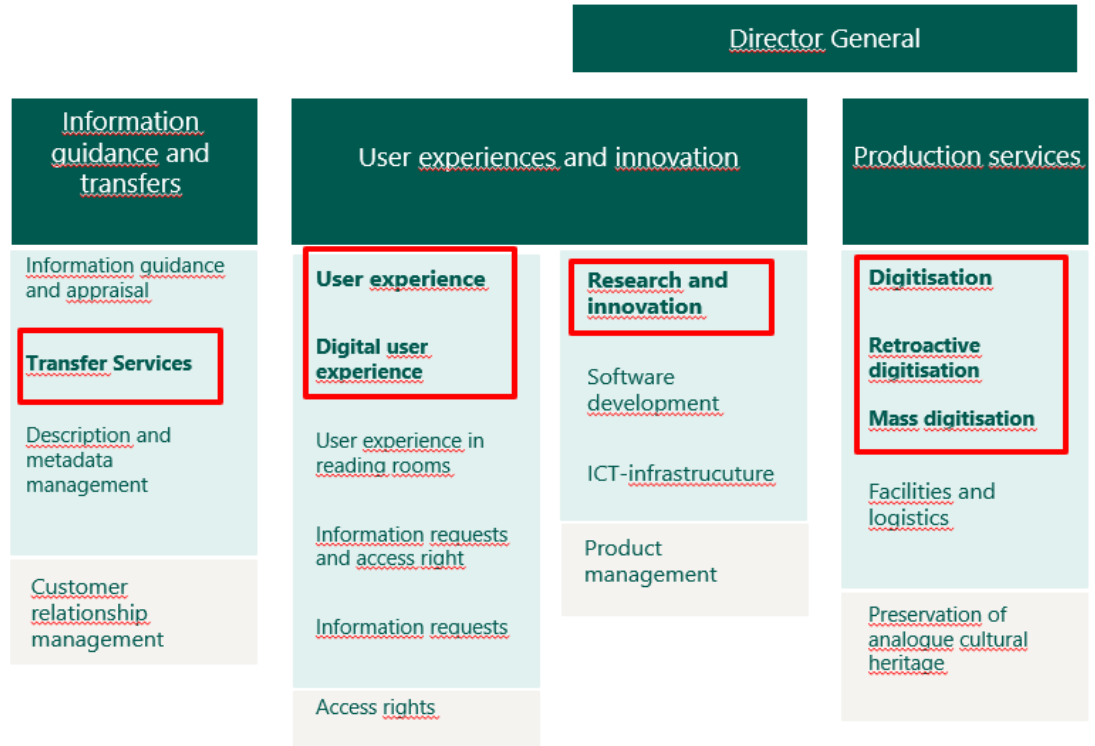 Director General
Information
guidance and
transfers
Information guidance
and appraisal
Transfer Services
Description and
metadata
management
Customer
relationship
management
User experiences and innovation
User experience
Digital user
experience
User experience in
reading rooms
Information requests
and access right
Information requests
Access rights
Research and
innovation
Software
development
ICT-infrastrucuture
Product
management
Production services
Digitisation
Retroactive
digitisation
Mass digitisation
Facilities and
logistics
Preservation of
analogue cultural
heritage